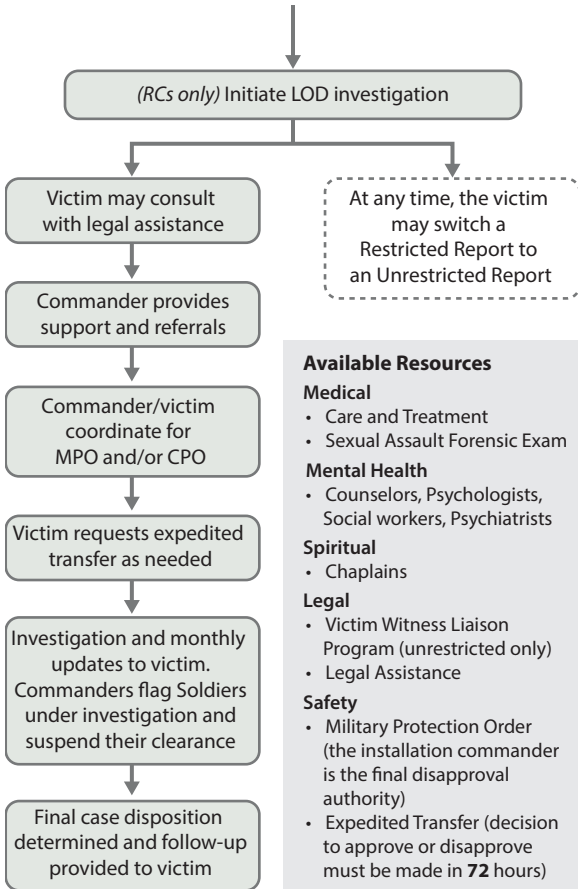 (RCs only) Initiate LOD investigation
Victim may consult
with legal assistance
At any time, the victim
may switch a
Restricted Report to
an Unrestricted Report
Commander provides
support and referrals
Commander/victim
coordinate for
MPO and/or CPO
Victim requests expedited
transfer as needed
Investigation and monthly
updates to victim.
Commanders flag Soldiers
under investigation and
suspend their clearance
Final case disposition
determined and follow-up
provided to victim
Available Resources
Medical
• Care and Treatment
• Sexual Assault Forensic Exam
Mental Health
• Counselors, Psychologists,
Social workers, Psychiatrists
Spiritual
• Chaplains
Legal
• Victim Witness Liaison
Program (unrestricted only)
• Legal Assistance
Safety
• Military Protection Order
(the installation commander
is the final disapproval
authority)
• Expedited Transfer (decision
to approve or disapprove
must be made in 72 hours)